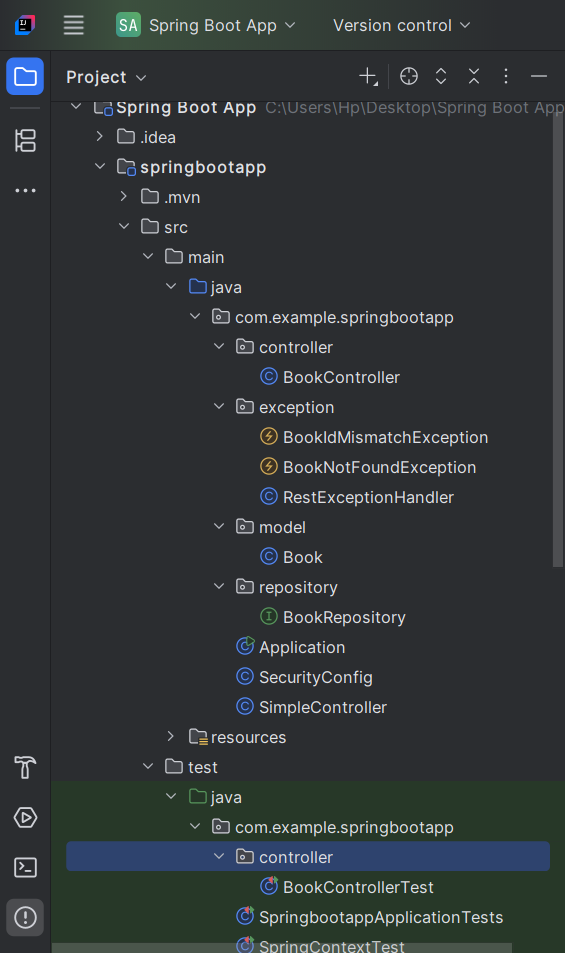 SA Spring Boot App Version control
Project
Spring Boot App C:\Users\Hp\Desktop\Spring Boot App
.idea
springbootapp
.mvn
src
main
java
com.example.springbootapp
controller
C BookController
exception
BookIdMismatchException
BookNotFoundException
C RestExceptionHandler
model
C Book
repository
I BookRepository
C Application
C SecurityConfig
C SimpleController
resources
test
java
com.example.springbootapp
controller
C BookControllerTest
C SpringbootappApplicationTests
C SpringContextTest